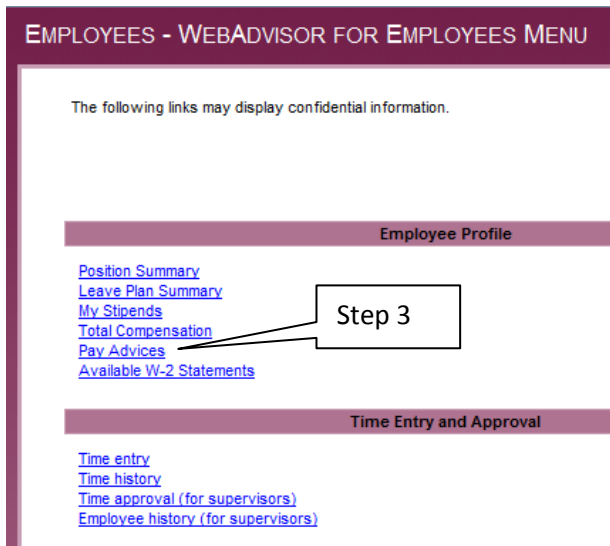 EMPLOYEES - WEBADVISOR FOR EMPLOYEES MENU
The following links may display confidential information.
Employee Profile
Position Summary
Leave Plan Summary
My Stipends
Step 3
Total Compensation
Pay Advices
Available W-2 Statements
Time Entry and Approval
Time entry
Time history
Time approval (for supervisors)
Employee history (for supervisors)